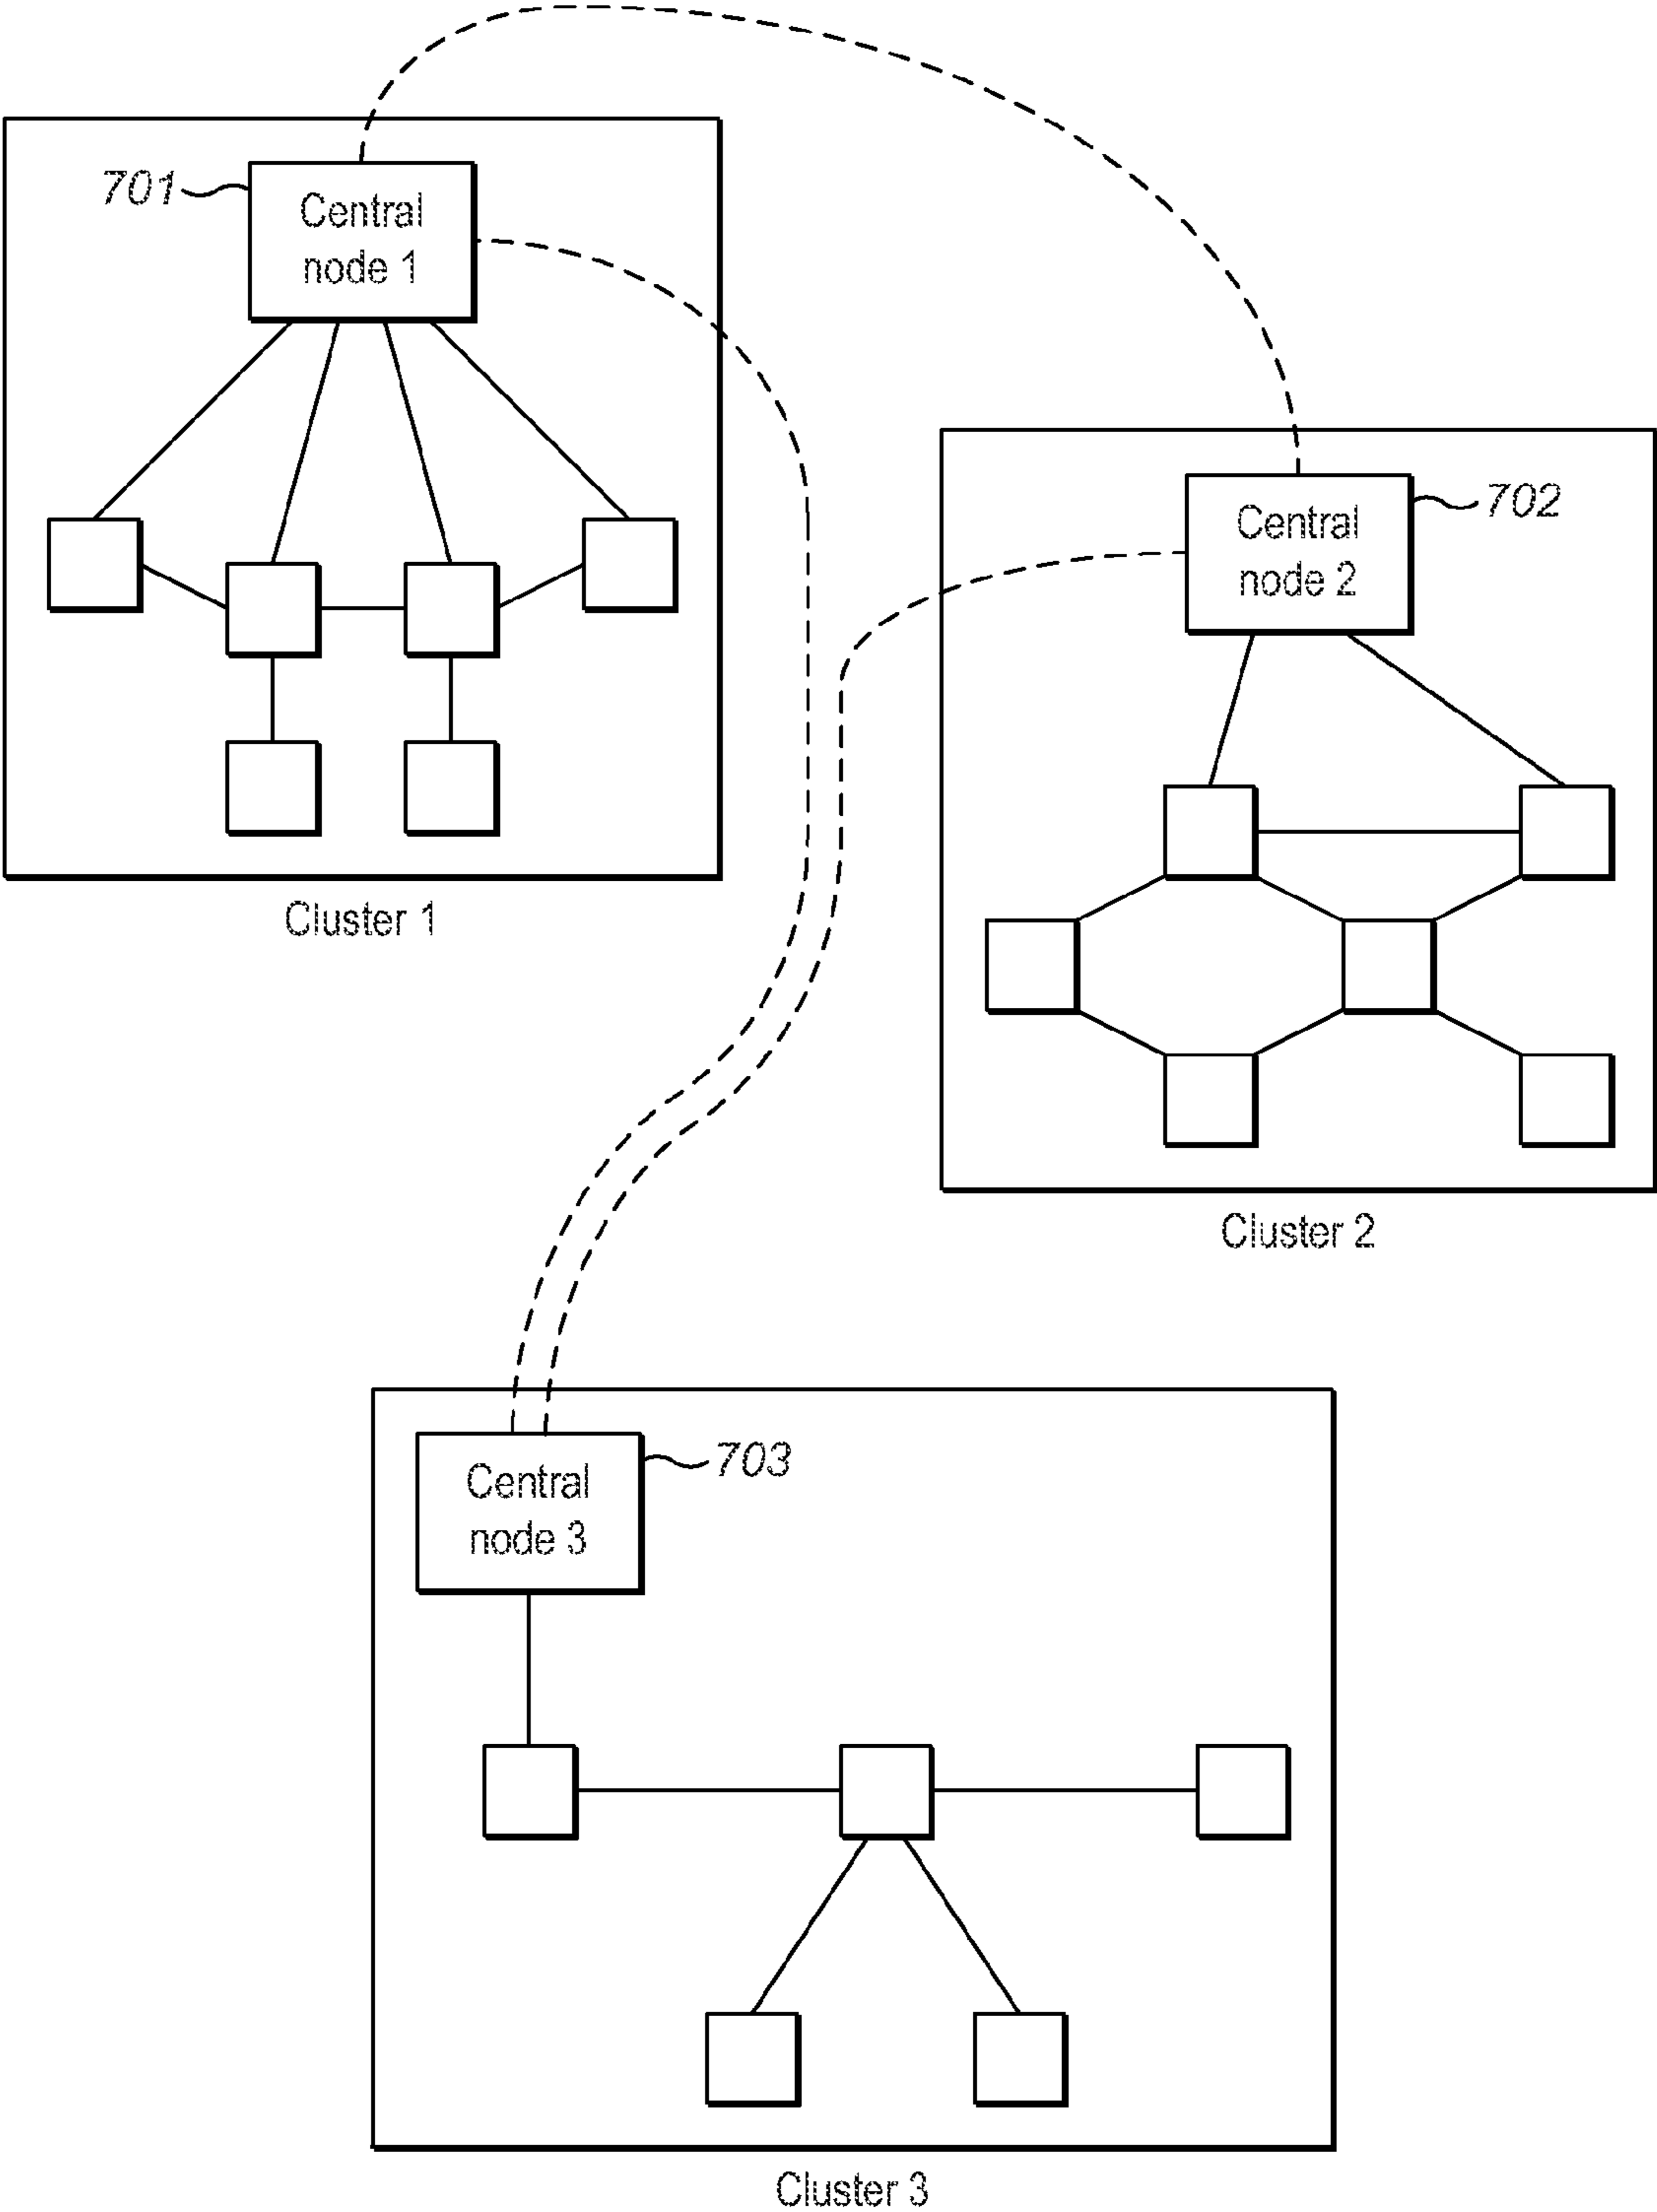 701
Central
node 1
Cluster 1
702
Central
node 2
Cluster 2
703
Central
node 3
Cluster 3